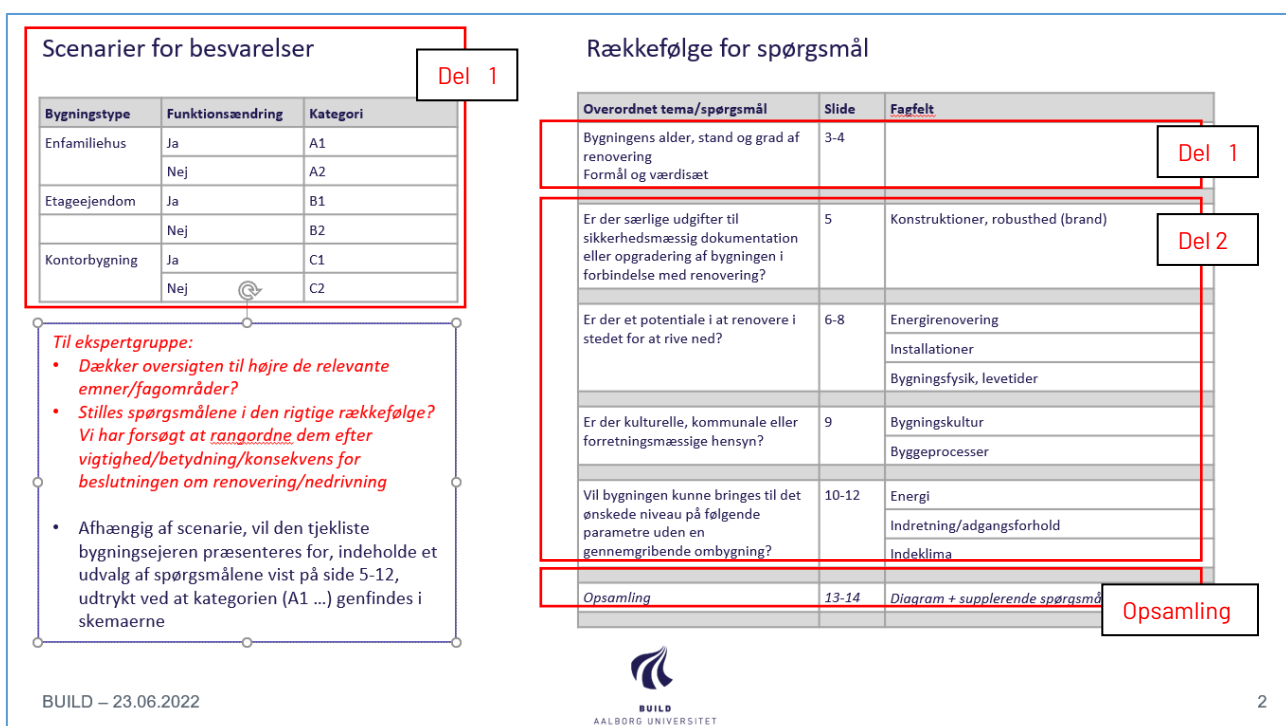 Scenarier for besvarelser
Del 1
Bygningstype Funktionsændring Kategori
Enfamiliehus Ja A1
Nej A2
Etageejendom Ja B1
Nej B2
Kontorbygning Ja C1
Nej C2
Til ekspertgruppe:
• Dækker oversigten til højre de relevante
emner/fagområder?
• Stilles spørgsmålene i den rigtige rækkefølge?
Vi har forsøgt at rangordne dem efter
vigtighed/betydning/konsekvens for
beslutningen om renovering/nedrivning
• Afhængig af scenarie, vil den tjekliste
bygningsejeren præsenteres for, indeholde et
udvalg af spørgsmålene vist på side 5-12,
udtrykt ved at kategorien (A1 ...) genfindes i
skemaerne
Rækkefølge for spørgsmål
Overordnet tema/spørgsmål Slide Fagfelt
Bygningens alder, stand og grad af 3-4
renovering
Formål og værdisæt
Del 1
Er der særlige udgifter til 5 Konstruktioner, robusthed (brand)
sikkerhedsmæssig dokumentation
eller opgradering af bygningen i
forbindelse med renovering?
Del 2
Er der et potentiale i at renovere i 6-8 Energirenovering
stedet for at rive ned?
Installationer
Bygningsfysik, levetider
Er der kulturelle, kommunale eller 9 Bygningskultur
forretningsmæssige hensyn?
Byggeprocesser
Vil bygningen kunne bringes til det 10-12 Energi
ønskede niveau på følgende
parametre uden en Indretning/adgangsforhold
gennemgribende ombygning? Indeklima
Opsamling 13-14 Diagram + supplerende spørgsmå
Opsamling
BUILD – 23.06.2022
BUILD
AALBORG UNIVERSITET
2